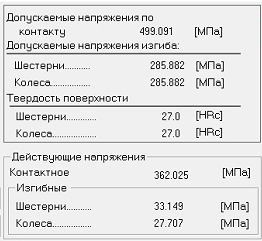 Допускаемые напряжения по
контакту 499.091 [МПа]
Допускаемые напряжения изгиба:
Шестерни........... 285.882 [МПа]
Колеса............... 285.882 [МПа]
Твердость поверхности
Шестерни............ 27.0 [HRc]
Колеса................ 27.0 [HRc]
Действующие напряжения
Контактное 362.025 [МПа]
Изгибные
Шестерни............ 33.149 [МПа]
Колеса................. 27.707 [МПа]